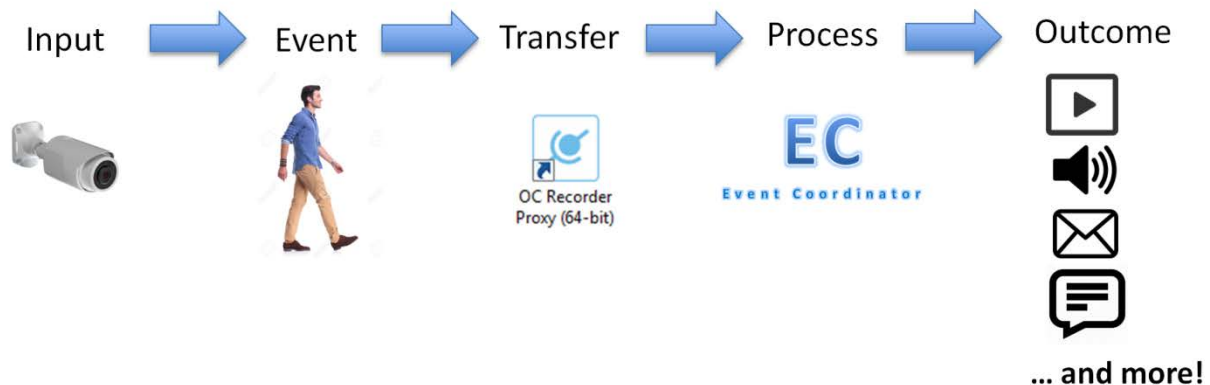 Input
Event
Transfer
Process
Outcome
OC Recorder
Proxy (64-bit)
EC
Event Coordinator
... and more!